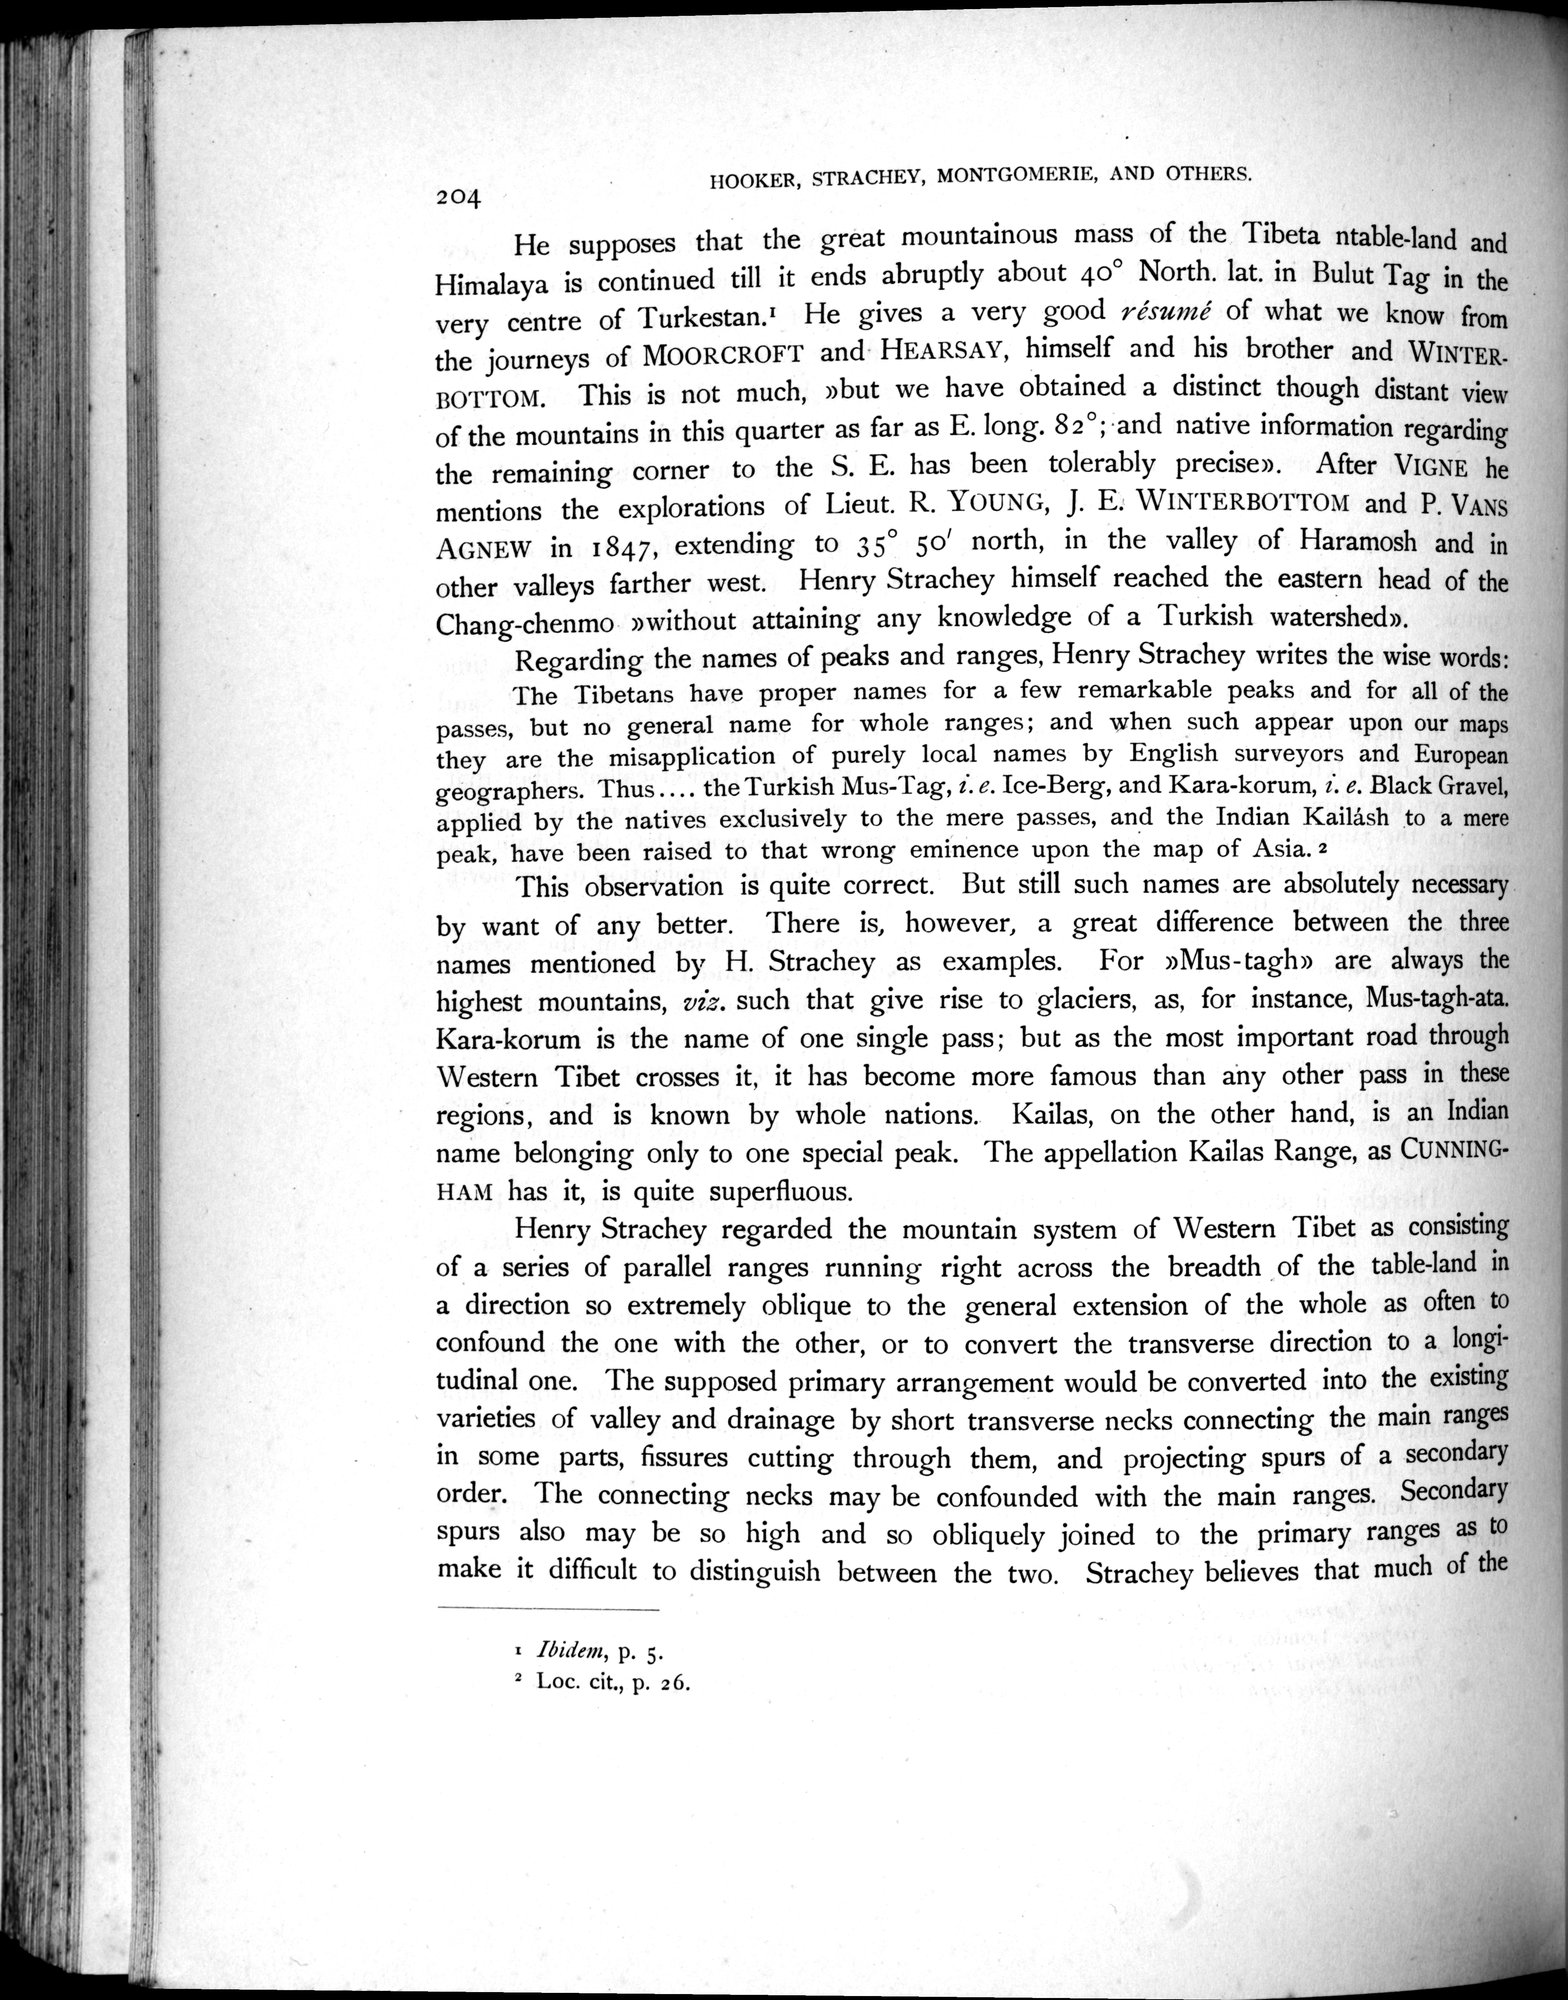 204
HOOKER, STRACHEY, MONTGOMERIE, AND OTHERS.
He supposes that the great mountainous mass of the Tibeta ntable-land and
Himalaya is continued till it ends abruptly about 40° North. lat. in Bulut Tag in the
very centre of Turkestan.¹ He gives a very good résumé of what we know from
the journeys of MOORCROFT and HEARSAY, himself and his brother and WINTER-
BOTTOM. This is not much, »but we have obtained a distinct though distant view
of the mountains in this quarter as far as E. long. 82°; and native information regarding
the remaining corner to the S. E. has been tolerably precise». After VIGNE he
mentions the explorations of Lieut. R. YOUNG, J. E. WINTERBOTTOM and P. VANS
AGNEW in 1847, extending to 35° 50′ north, in the valley of Haramosh and in
other valleys farther west. Henry Strachey himself reached the eastern head of the
Chang-chenmo »without attaining any knowledge of a Turkish watershed».
Regarding the names of peaks and ranges, Henry Strachey writes the wise words:
The Tibetans have proper names for a few remarkable peaks and for all of the
passes, but no general name for whole ranges; and when such appear upon our maps
they are the misapplication of purely local names by English surveyors and European
geographers. Thus.... the Turkish Mus-Tag, i. e. Ice-Berg, and Kara-korum, i. e. Black Gravel,
applied by the natives exclusively to the mere passes, and the Indian Kailásh to a mere
peak, have been raised to that wrong eminence upon the map of Asia. ²
This observation is quite correct. But still such names are absolutely necessary
by want of any better. There is, however, a great difference between the three
names mentioned by H. Strachey as examples. For »Mus-tagh» are always the
highest mountains, viz. such that give rise to glaciers, as, for instance, Mus-tagh-ata.
Kara-korum is the name of one single pass; but as the most important road through
Western Tibet crosses it, it has become more famous than any other pass in these
regions, and is known by whole nations. Kailas, on the other hand, is an Indian
name belonging only to one special peak. The appellation Kailas Range, as CUNNING-
HAM has it, is quite superfluous.
Henry Strachey regarded the mountain system of Western Tibet as consisting
of a series of parallel ranges running right across the breadth of the table-land in
a direction so extremely oblique to the general extension of the whole as often to
confound the one with the other, or to convert the transverse direction to a longi-
tudinal one. The supposed primary arrangement would be converted into the existing
varieties of valley and drainage by short transverse necks connecting the main ranges
in some parts, fissures cutting through them, and projecting spurs of a secondary
order. The connecting necks may be confounded with the main ranges. Secondary
spurs also may be so high and so obliquely joined to the primary ranges as to
make it difficult to distinguish between the two. Strachey believes that much of the
¹ Ibidem, p. 5.
² Loc. cit., p. 26.